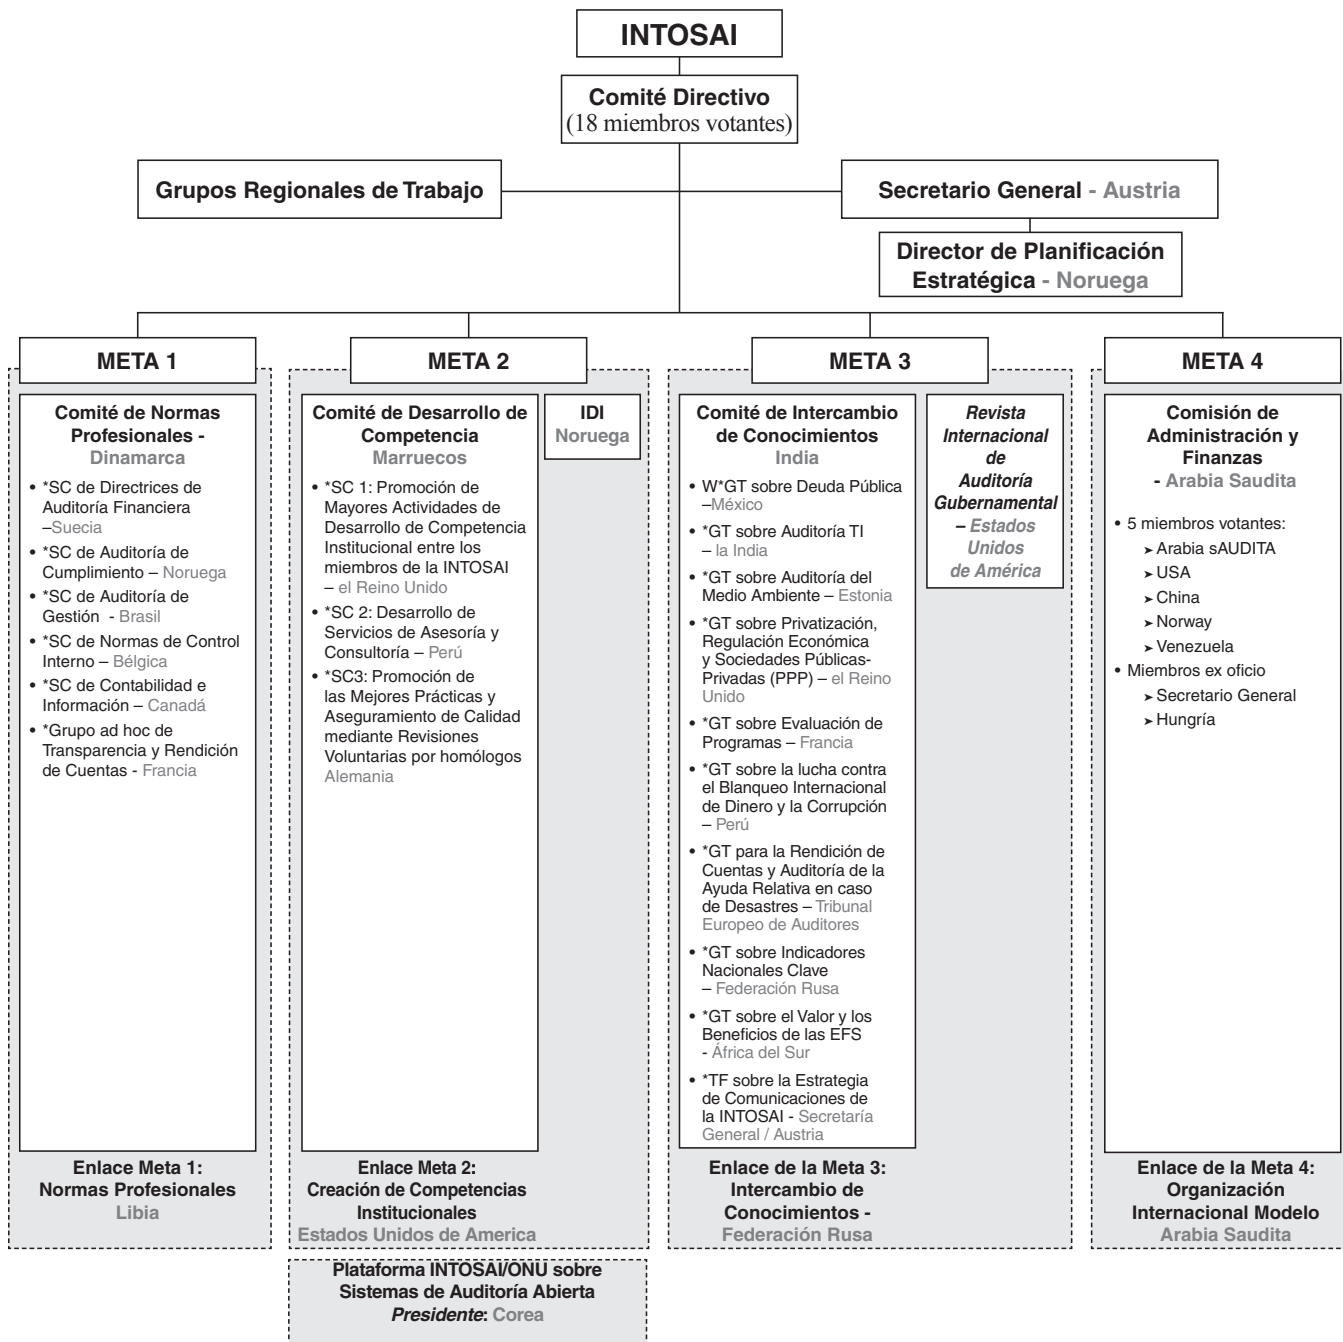 INTOSAI
Comité Directivo
(18 miembros votantes)
Grupos Regionales de Trabajo
Secretario General - Austria
Director de Planificación
Estratégica - Noruega
META 1
Comité de Normas
Profesionales -
Dinamarca
• *SC de Directrices de
Auditoría Financiera
–Suecia
• *SC de Auditoría de
Cumplimiento – Noruega
• *SC de Auditoría de
Gestión - Brasil
• *SC de Normas de Control
Interno – Bélgica
• *SC de Contabilidad e
Información – Canadá
• *Grupo ad hoc de
Transparencia y Rendición
de Cuentas - Francia
Enlace Meta 1:
Normas Profesionales
Libia
META 2
Comité de Desarrollo de
Competencia
Marruecos
• *SC 1: Promoción de
Mayores Actividades de
Desarrollo de Competencia
Institucional entre los
miembros de la INTOSAI
– el Reino Unido
• *SC 2: Desarrollo de
Servicios de Asesoría y
Consultoría – Perú
• *SC3: Promoción de
las Mejores Prácticas y
Aseguramiento de Calidad
mediante Revisiones
Voluntarias por homólogos
Alemania
IDI
Noruega
Enlace Meta 2:
Creación de Competencias
Institucionales
Estados Unidos de America
Plataforma INTOSAI/ONU sobre
Sistemas de Auditoría Abierta
Presidente: Corea
META 3
Comité de Intercambio
de Conocimientos
India
• W*GT sobre Deuda Pública
–México
• *GT sobre Auditoría TI
– la India
• *GT sobre Auditoría del
Medio Ambiente – Estonia
• *GT sobre Privatización,
Regulación Económica
y Sociedades Públicas-
Privadas (PPP) – el Reino
Unido
• *GT sobre Evaluación de
Programas – Francia
• *GT sobre la lucha contra
el Blanqueo Internacional
de Dinero y la Corrupción
– Perú
• *GT para la Rendición de
Cuentas y Auditoría de la
Ayuda Relativa en caso
de Desastres – Tribunal
Europeo de Auditores
• *GT sobre Indicadores
Nacionales Clave
– Federación Rusa
• *GT sobre el Valor y los
Beneficios de las EFS
- África del Sur
• *TF sobre la Estrategia
de Comunicaciones de
la INTOSAI - Secretaría
General / Austria
Revista
Internacional
de
Auditoría
Gubernamental
– Estados
Unidos
de América
Enlace de la Meta 3:
Intercambio de
Conocimientos -
Federación Rusa
META 4
Comisión de
Administración y
Finanzas
- Arabia Saudita
• 5 miembros votantes:
➤ Arabia sAUDITA
➤ USA
➤ China
➤ Norway
➤ Venezuela
• Miembros ex oficio
➤ Secretario General
➤ Hungría
Enlace de la Meta 4:
Organización
Internacional Modelo
Arabia Saudita